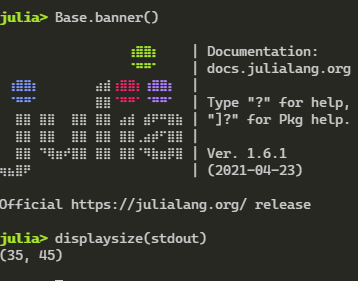 julia> Base.banner()
| Documentation:
| docs.julialang.org
|
| Type "?" for help,
| "]?" for Pkg help.
|
| Ver. 1.6.1
| (2021-04-23)
Official https://julialang.org/ release
julia> displaysize(stdout)
(35, 45)